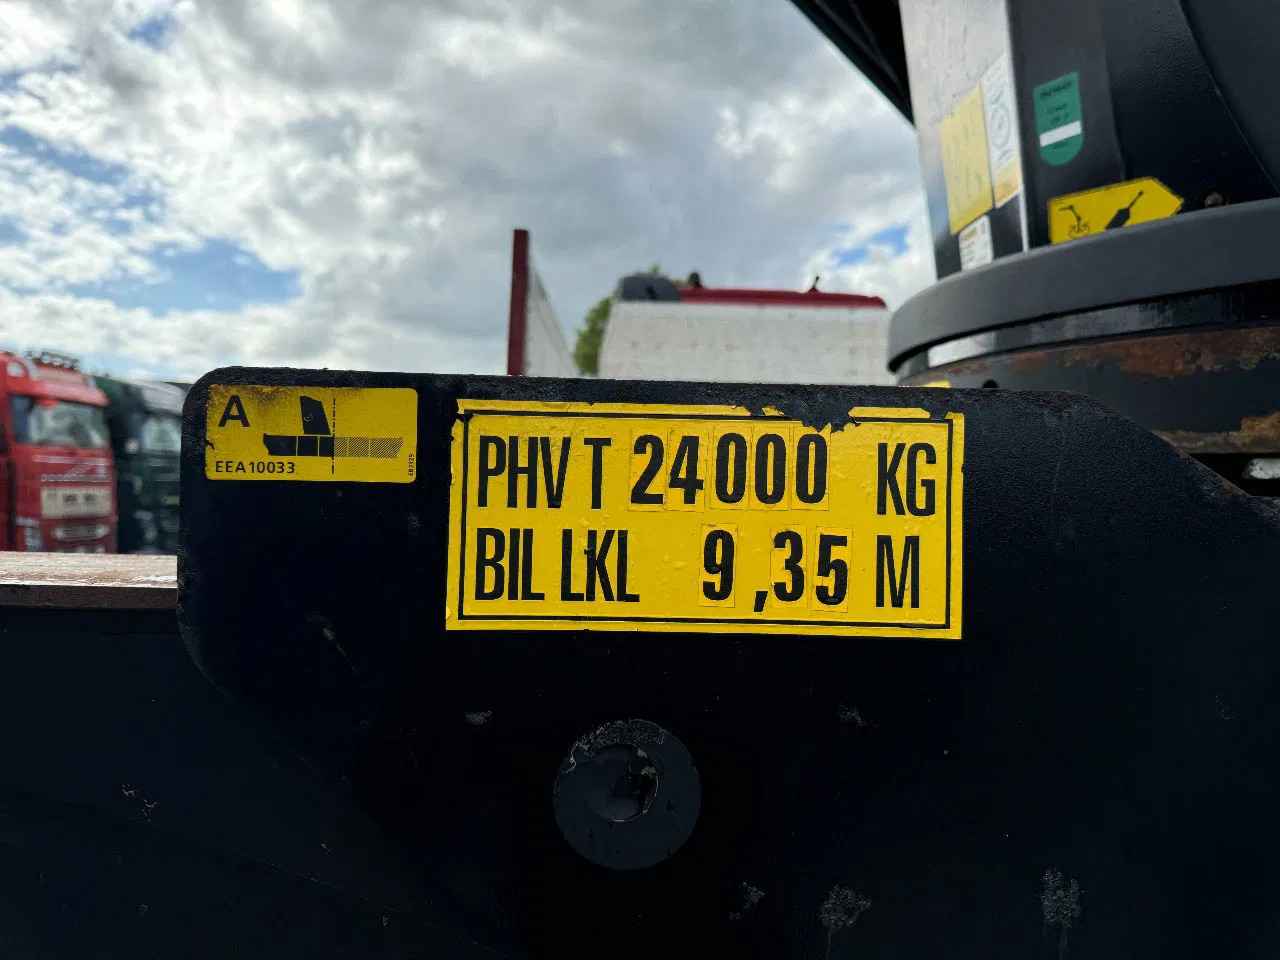 A
EEA10033
PHV T 24000 KG
BIL LKL 9,35 M